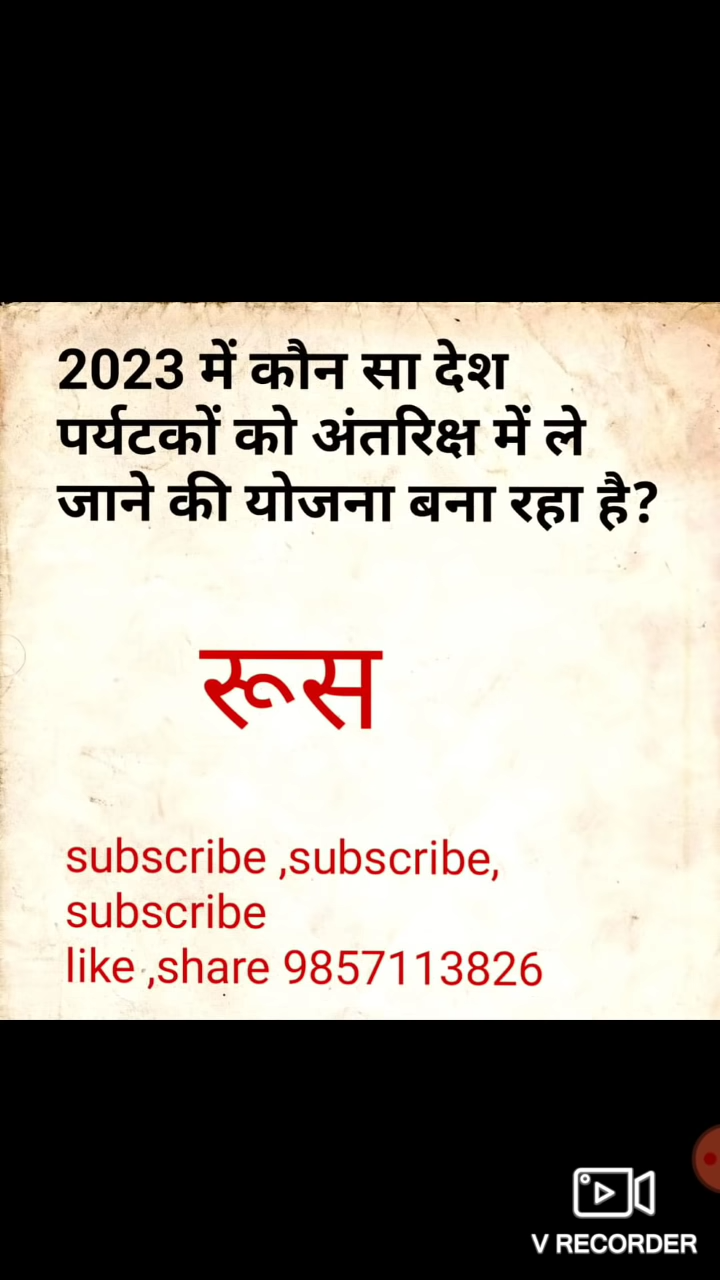 2023 में कौन सा देश
पर्यटकों को अंतरिक्ष में ले
जाने की योजना बना रहा है?
रूस
subscribe ,subscribe,
subscribe
like ,share 9857113826
V RECORDER